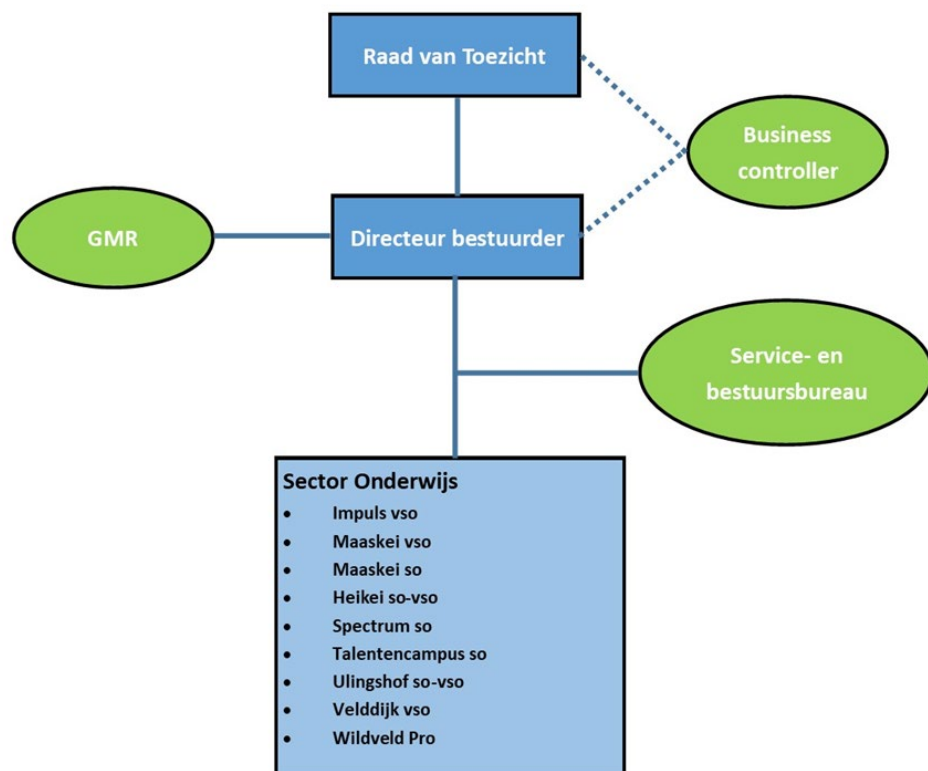 Raad van Toezicht
Business
controller
GMR
Directeur bestuurder
Service- en
bestuursbureau
Sector Onderwijs
• Impuls vso
• Maaskei vso
• Maaskei so
• Heikei so-vso
• Spectrum so
• Talentencampus so
• Ulingshof so-vso
• Velddijk vso
• Wildveld Pro